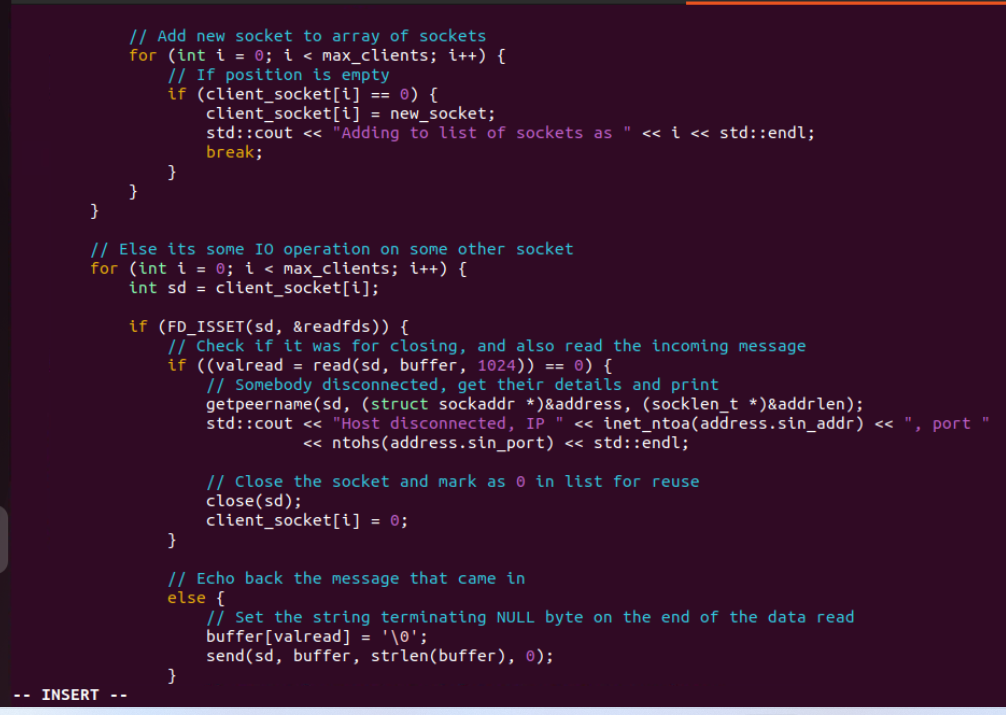 // Add new socket to array of sockets
for (int i = 0; i < max_clients; i++) {
// If position is empty
if (client_socket[i] == 0) {
client_socket[i] = new_socket;
std::cout << "Adding to list of sockets as " << i << std::endl;
break;
}
}
}
// Else its some IO operation on some other socket
for (int i = 0; i < max_clients; i++) {
int sd = client_socket[i];
if (FD_ISSET(sd, &readfds)) {
// Check if it was for closing, and also read the incoming message
if ((valread = read(sd, buffer, 1024)) == 0) {
// Somebody disconnected, get their details and print
getpeername(sd, (struct sockaddr *)&address, (socklen_t *)&addrlen);
std::cout << "Host disconnected, IP " << inet_ntoa(address.sin_addr) << ", port "
<< ntohs(address.sin_port) << std::endl;
// Close the socket and mark as 0 in list for reuse
close(sd);
client_socket[i] = 0;
}
// Echo back the message that came in
else {
// Set the string terminating NULL byte on the end of the data read
buffer[valread] = '\0';
send(sd, buffer, strlen(buffer), 0);
}
-- INSERT --